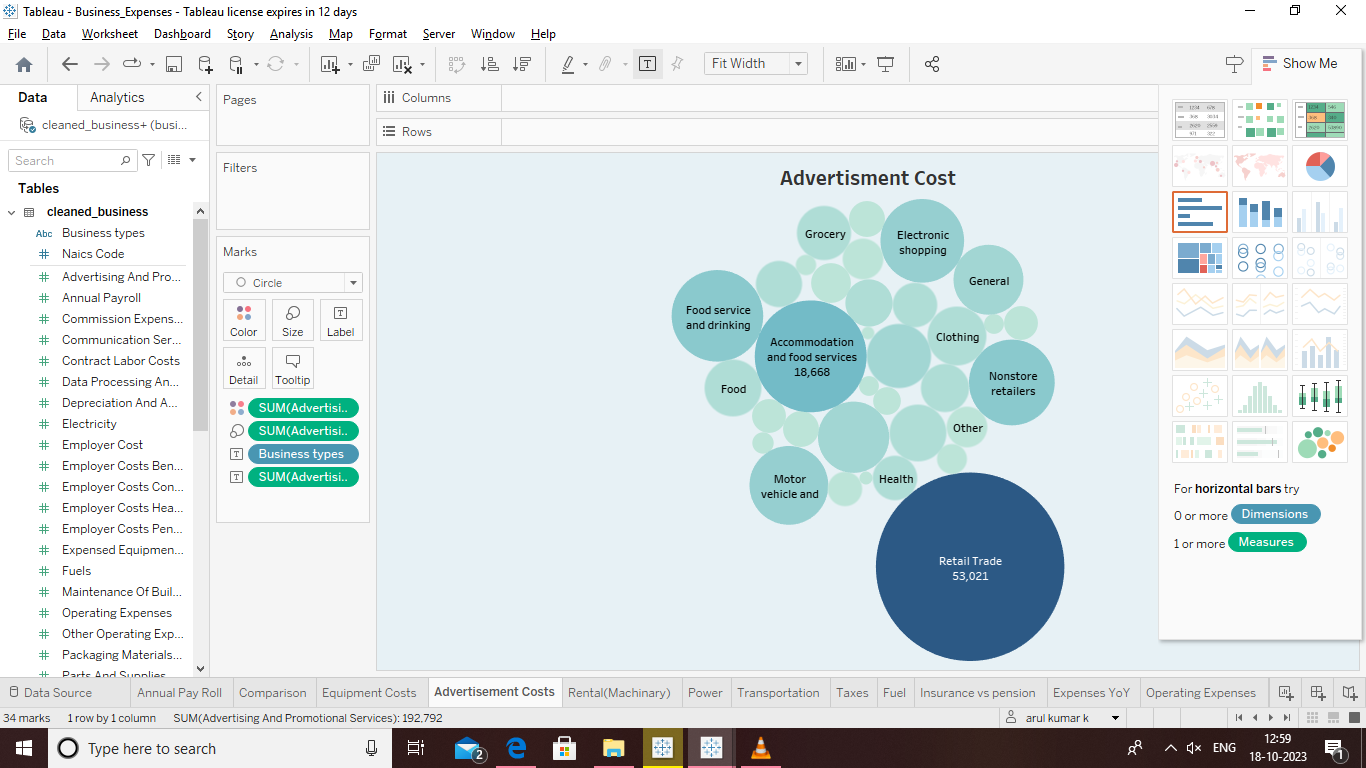 Tableau - Business_Expenses - Tableau license expires in 12 days
File Data Worksheet Dashboard Story Analysis Map Format Server Window Help
Fit Width
Show Me
Data Analytics
cleaned_business+ (busi...
Search
Tables
cleaned_business
Abc Business types
Naics Code
Advertising And Pro...
Annual Payroll
Commission Expens...
Communication Ser...
Contract Labor Costs
Data Processing An...
Depreciation And A...
Electricity
Employer Cost
Employer Costs Ben...
Employer Costs Con...
Employer Costs Hea...
Employer Costs Pen...
Expensed Equipmen...
Fuels
Maintenance Of Buil...
Operating Expenses
Other Operating Exp...
Packaging Materials...
Parts And Supplies
Pages
Filters
Marks
Circle
Color Size Label
Detail Tooltip
SUM(Advertisi..
SUM(Advertisi..
Business types
SUM(Advertisi..
Columns
Rows
Advertisment Cost
Grocery
Electronic
shopping
General
Food service
and drinking
Clothing
Accommodation
and food services
18,668
Nonstore
retailers
Food
Other
Health
Motor
vehicle and
Retail Trade
53,021
For horizontal bars try
0 or more Dimensions
1 or more Measures
Data Source Annual Pay Roll Comparison Equipment Costs Advertisement Costs Rental(Machinary) Power Transportation Taxes Fuel Insurance vs pension Expenses YoY Operating Expenses
34 marks 1 row by 1 column SUM(Advertising And Promotional Services): 192,792 arul kumar k
Type here to search
2
ENG
12:59
18-10-2023
1